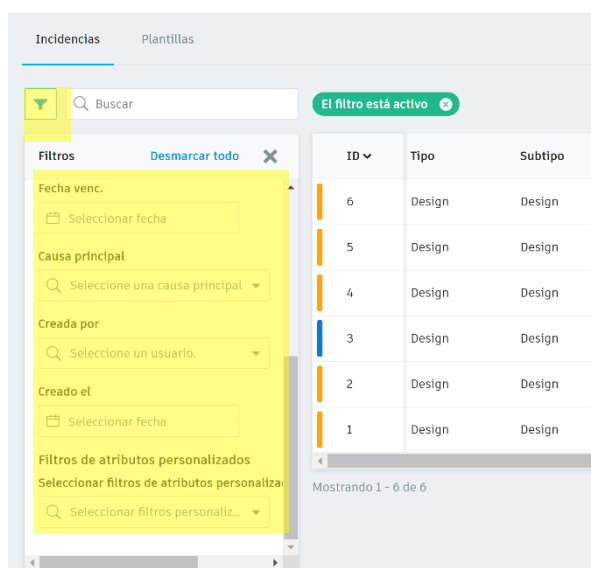 Incidencias Plantillas
Buscar El filtro está activo
Filtros Desmarcar todo ID Tipo Subtipo
Fecha venc.
Seleccionar fecha
Causa principal
Seleccione una causa principal
Creada por
Seleccione un usuario.
Creado el
Seleccionar fecha
Filtros de atributos personalizados
Seleccionar filtros de atributos
Seleccionar filtros personaliz…
6 Design Design
5 Design Design
4 Design Design
3 Design Design
2 Design Design
1 Design Design
Mostrando 1 - 6 de 6